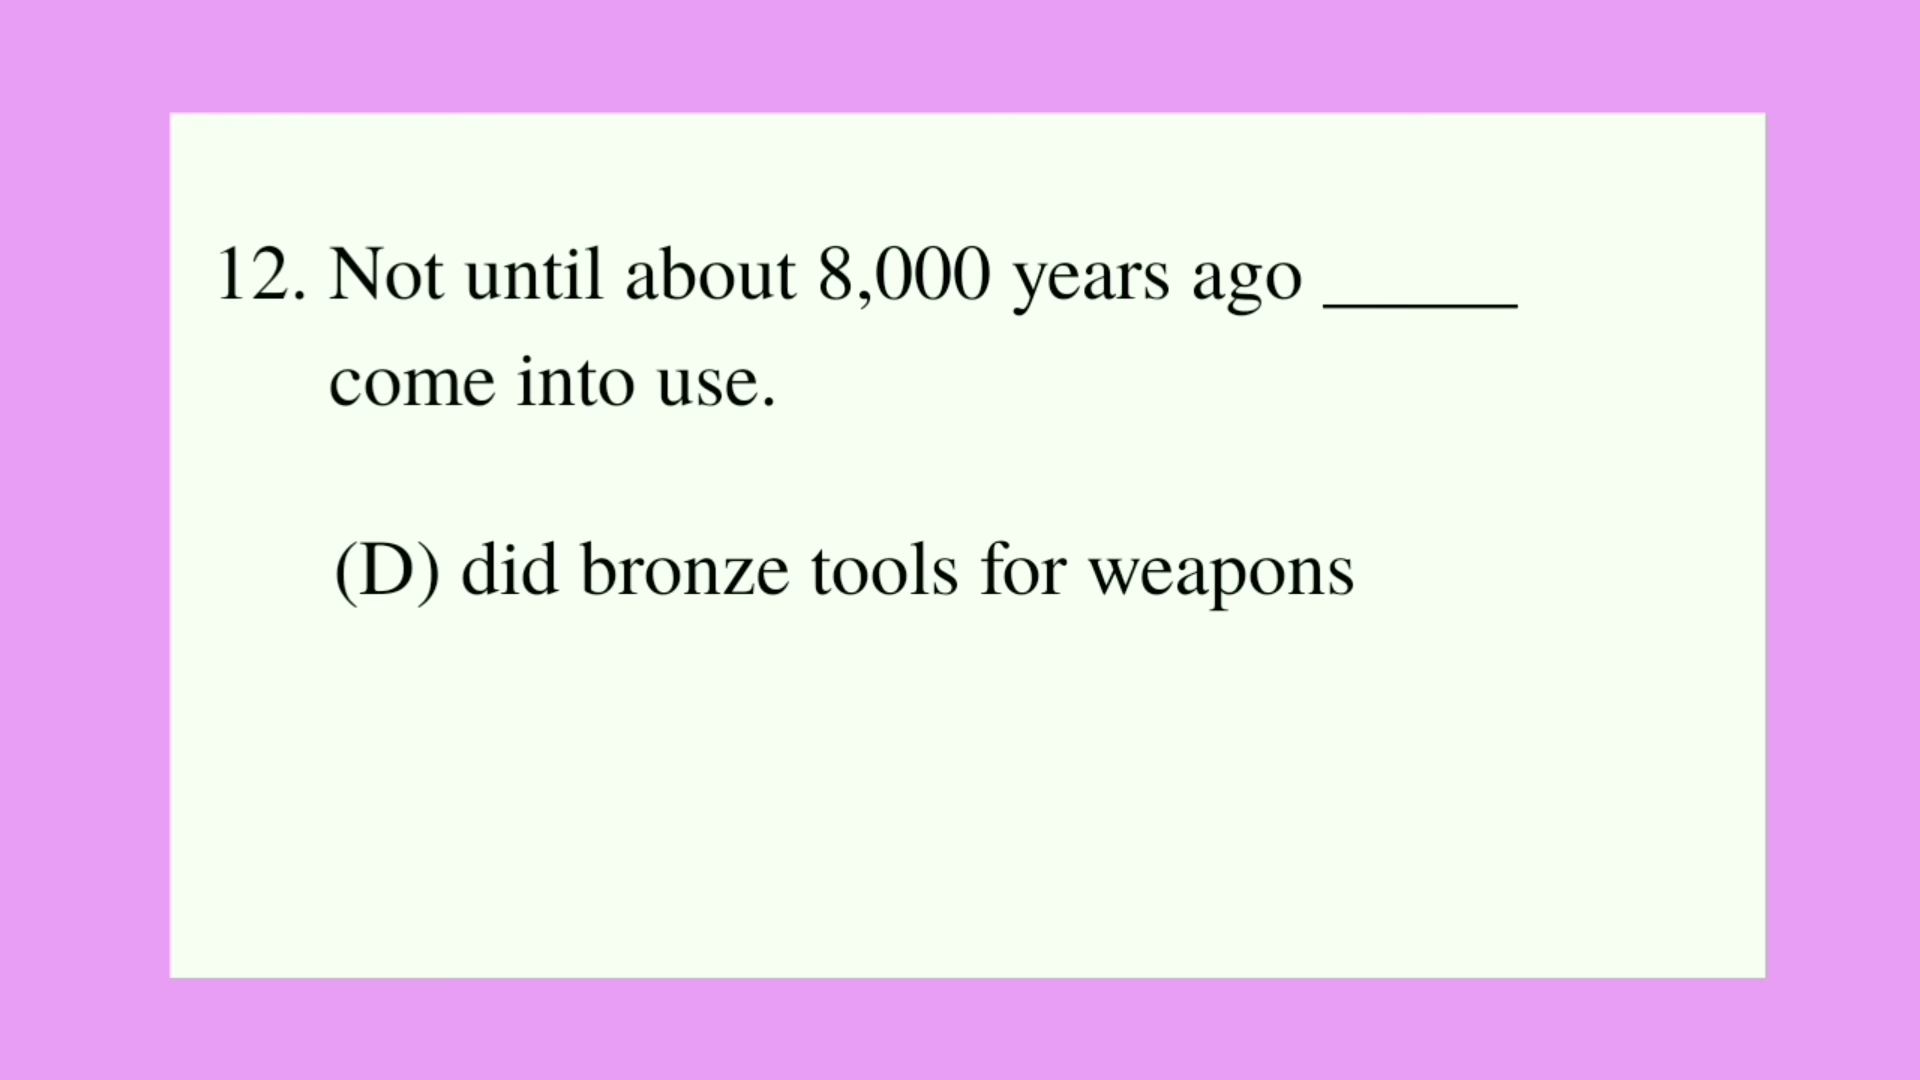 12. Not until about 8,000 years ago _____
come into use.
(D) did bronze tools for weapons